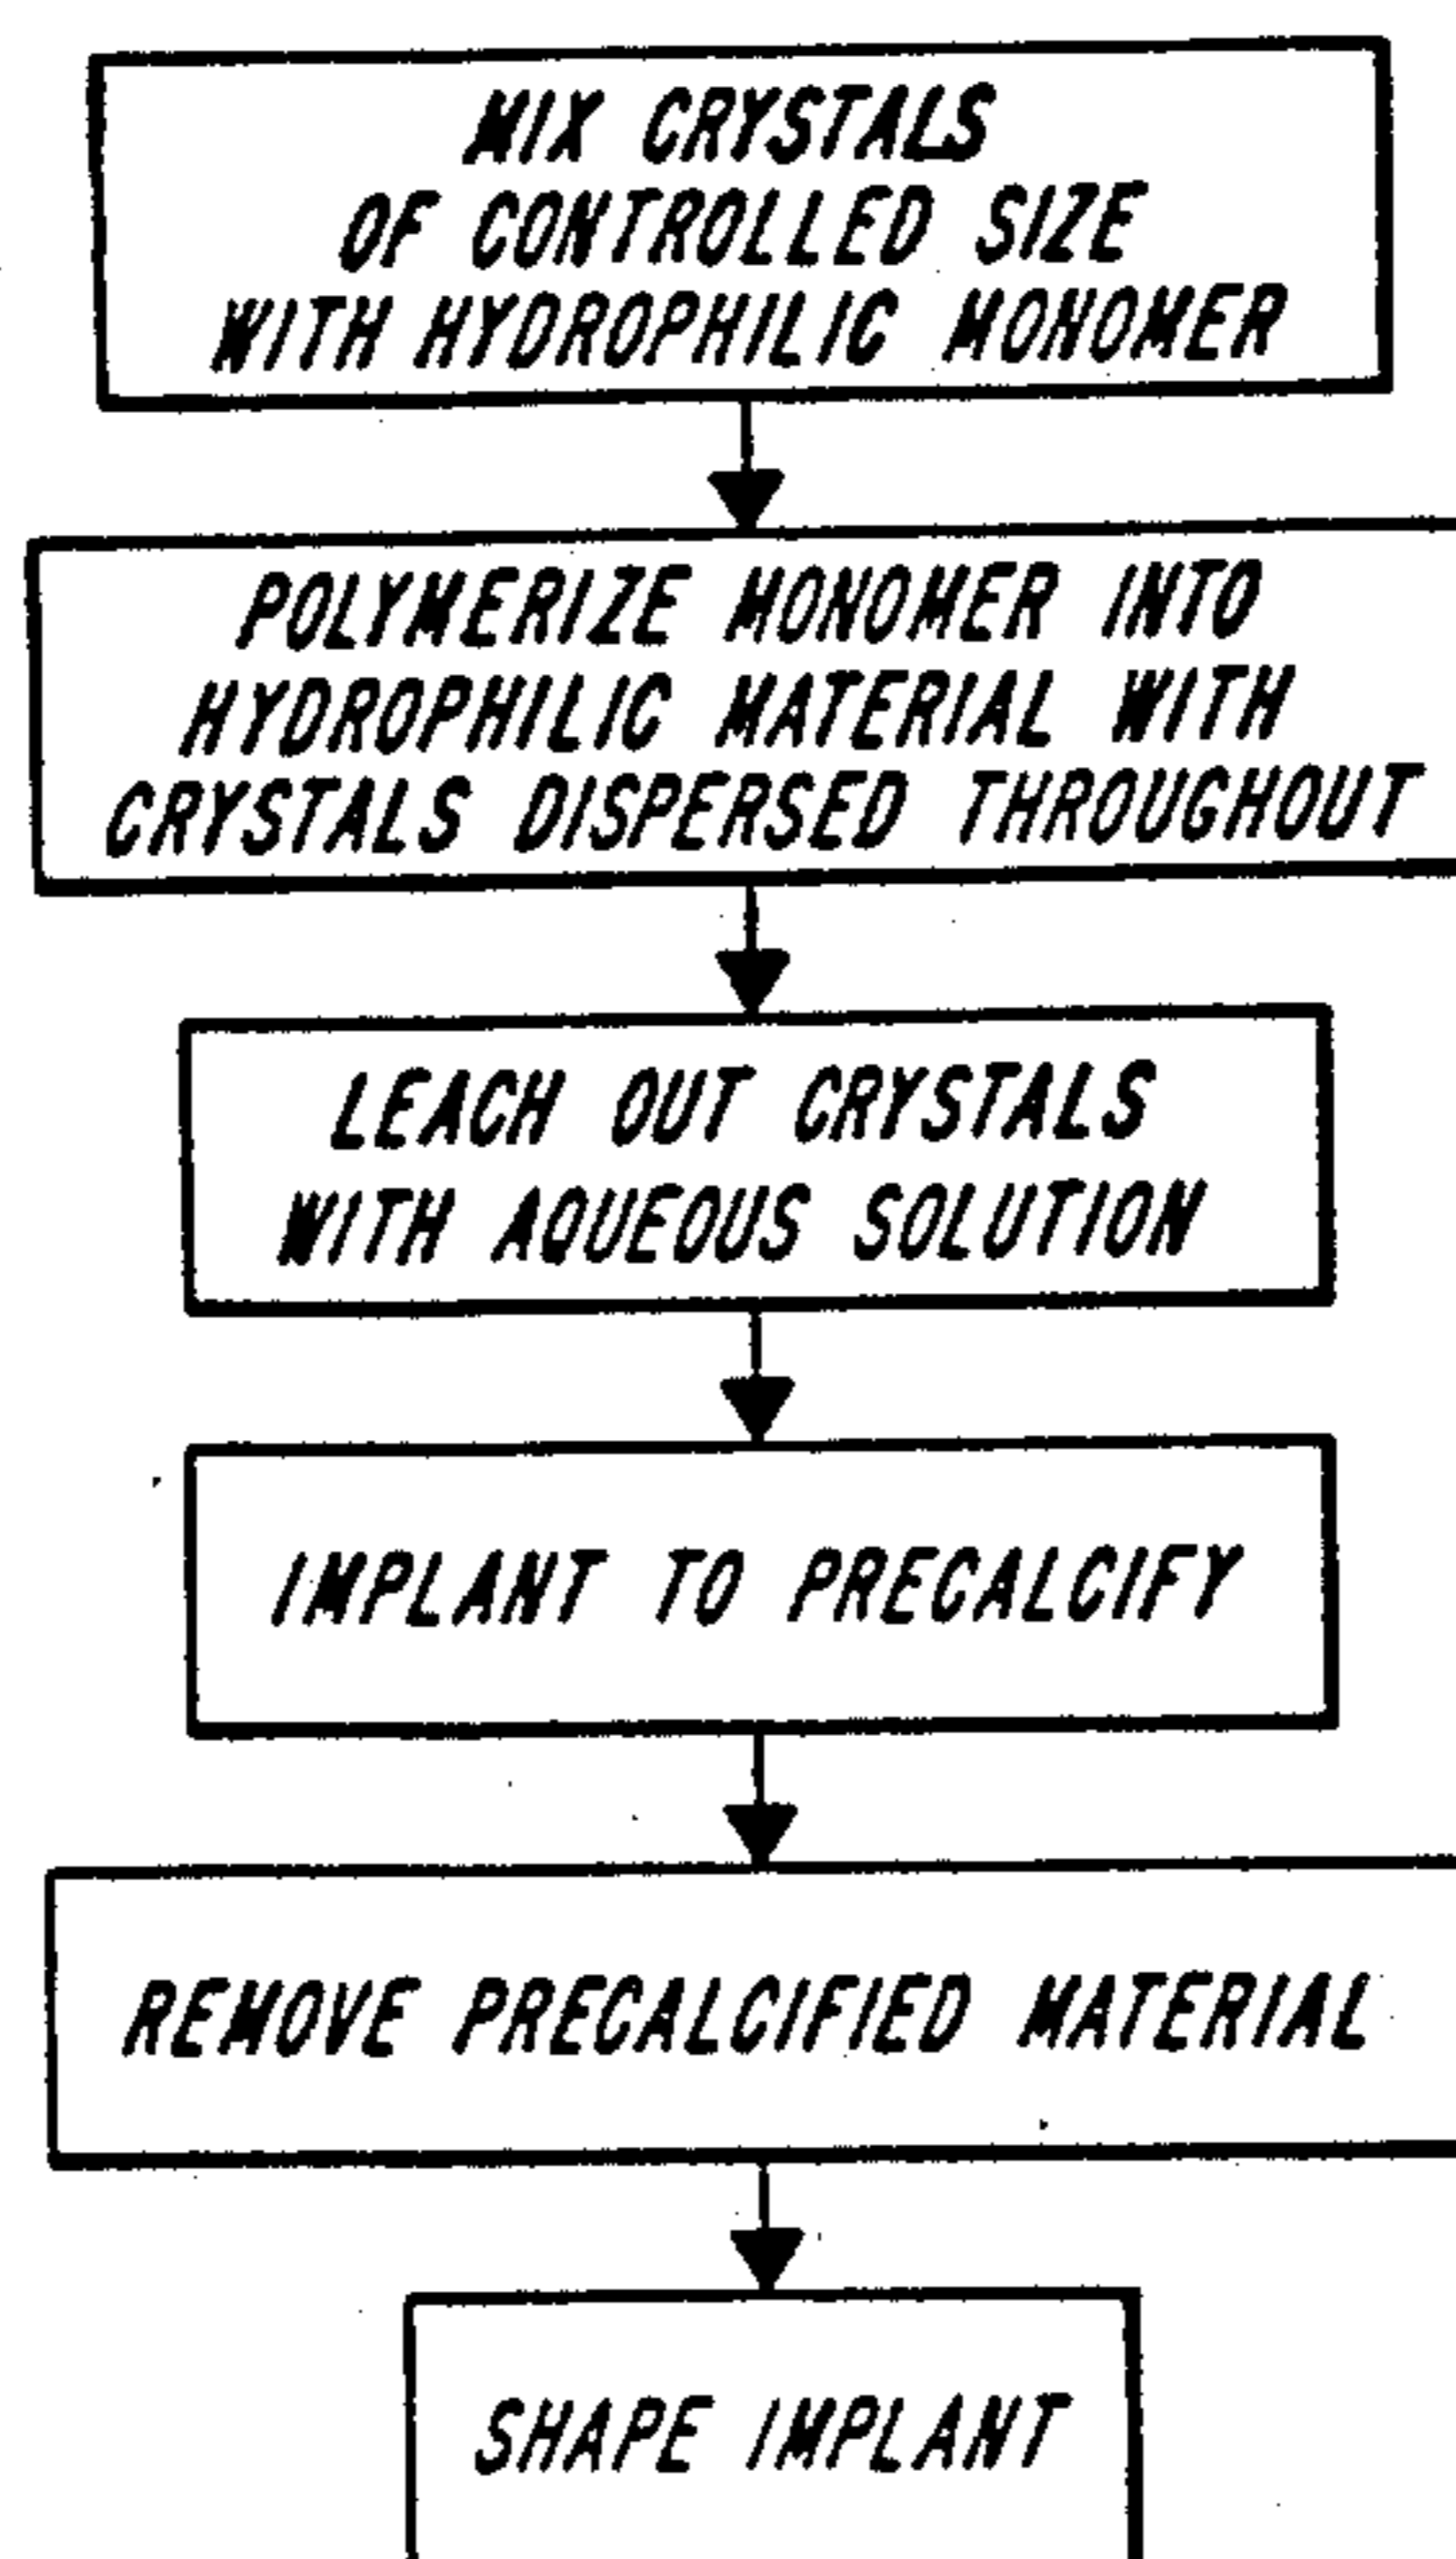 MIX CRYSTALS
OF CONTROLLED SIZE
WITH HYDROPHILIC MONOMER
POLYMERIZE MONOMER INTO
HYDROPHILIC MATERIAL WITH
CRYSTALS DISPERSED THROUGHOUT
LEACH OUT CRYSTALS
WITH AQUEOUS SOLUTION
IMPLANT TO PRECALCIFY
REMOVE PRECALCIFIED MATERIAL
SHAPE IMPLANT